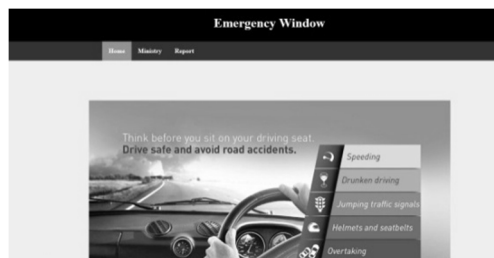 Emergency Window
Home Ministry Report
Think before you sit on your driving seat.
Drive safe and avoid road accidents.
Speeding
Drunken driving
Jumping traffic signals
Helmets and seatbelts
Overtaking